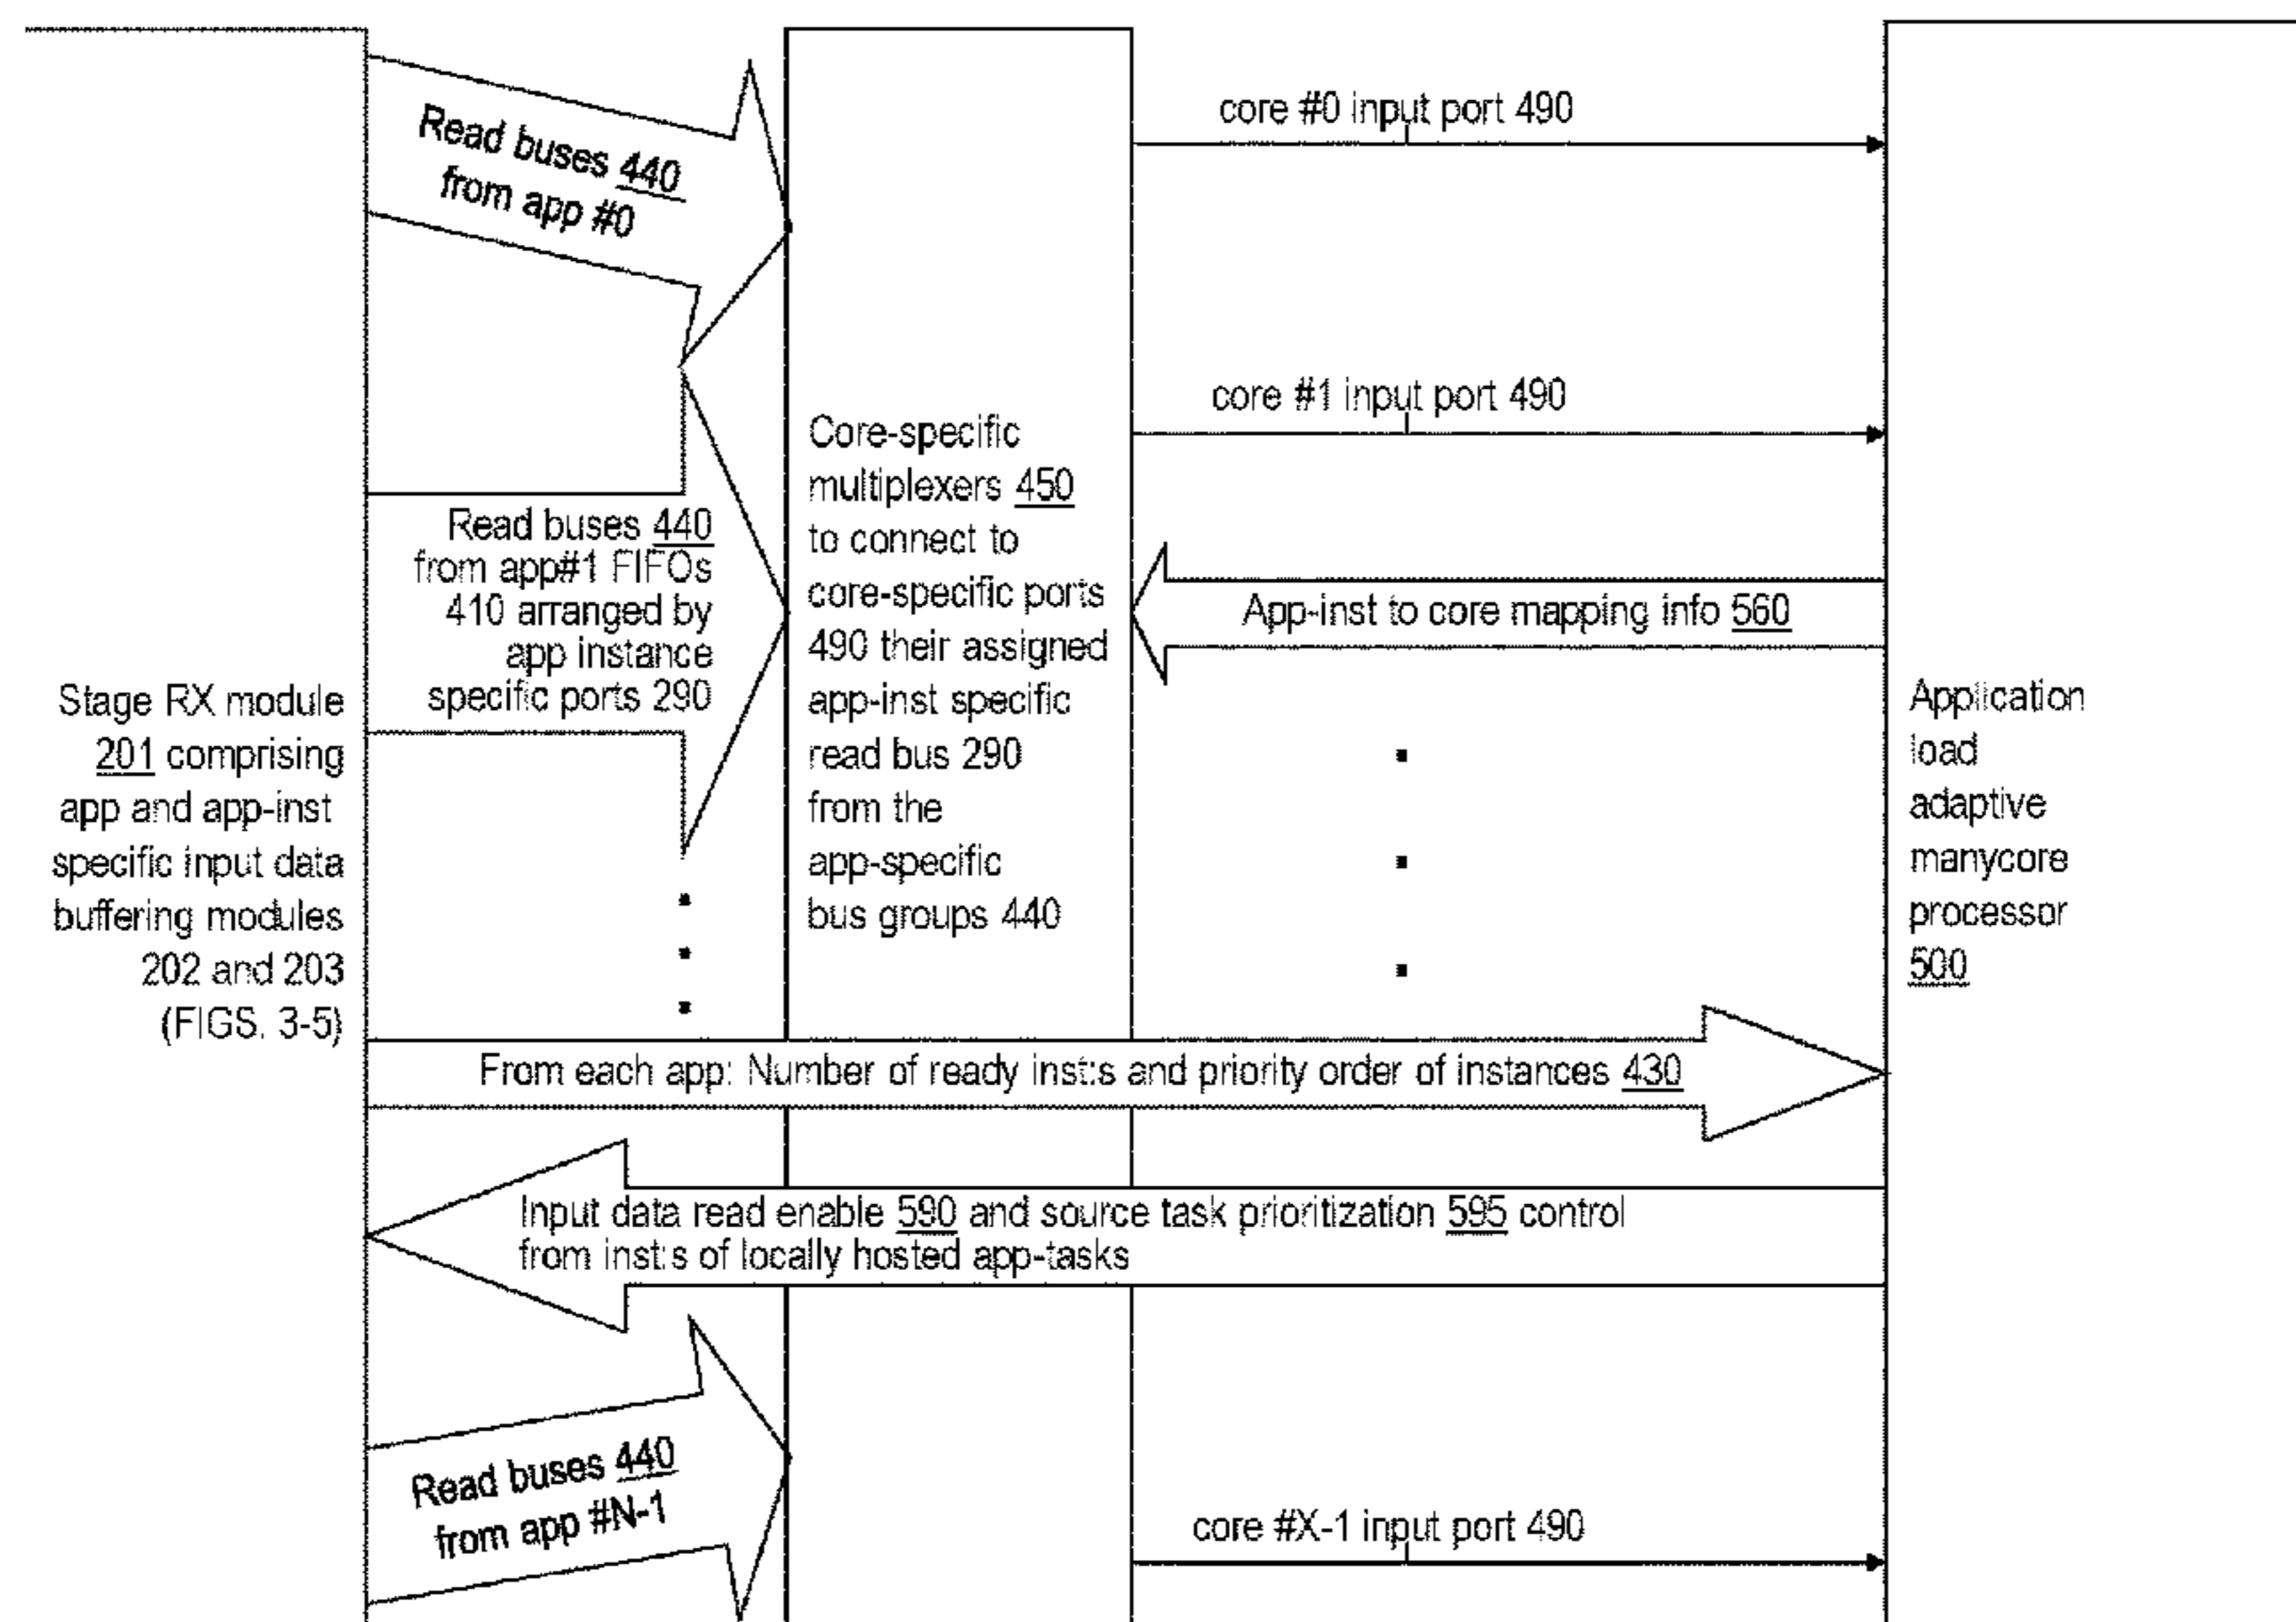 Read buses 440
from app #0
core #0 input port 490
core #1 input port 490
Read buses 440
from app#1 FIFOs
410 arranged by
app instance
specific ports 290
Stage RX module
201 comprising
app and app-inst
specific input data
buffering modules
202 and 203
(FIGS. 3-5)
Core-specific
multiplexers 450
to connect to
core-specific ports
490 their assigned
app-inst specific
read bus 290
from the
app-specific
bus groups 440
App-inst to core mapping info 560
Application
load
adaptive
manycore
processor
500
From each app: Number of ready inst:s and priority order of instances 430
Input data read enable 590 and source task prioritization 595 control
from inst:s of locally hosted app-tasks
Read buses 440
from app #N-1
core #X-1 input port 490